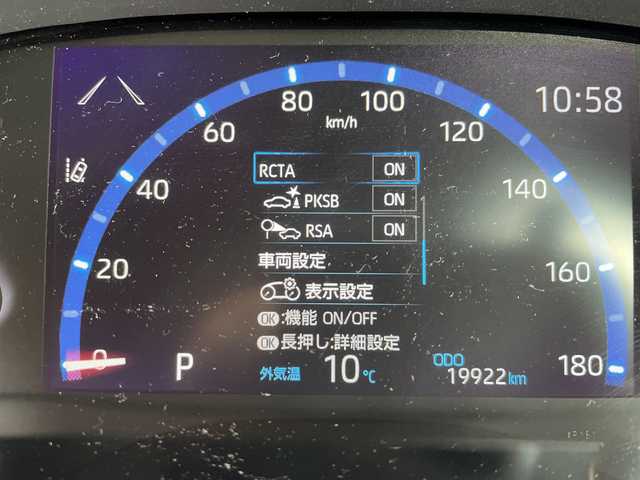 10:58
80 100
km/h
60 120
40 140
20 160
0 180
RCTA ON
PKSB ON
RSA ON
車両設定
表示設定
OK:機能 ON/OFF
OK長押し:詳細設定
P 外気温 10℃
ODO
19922km